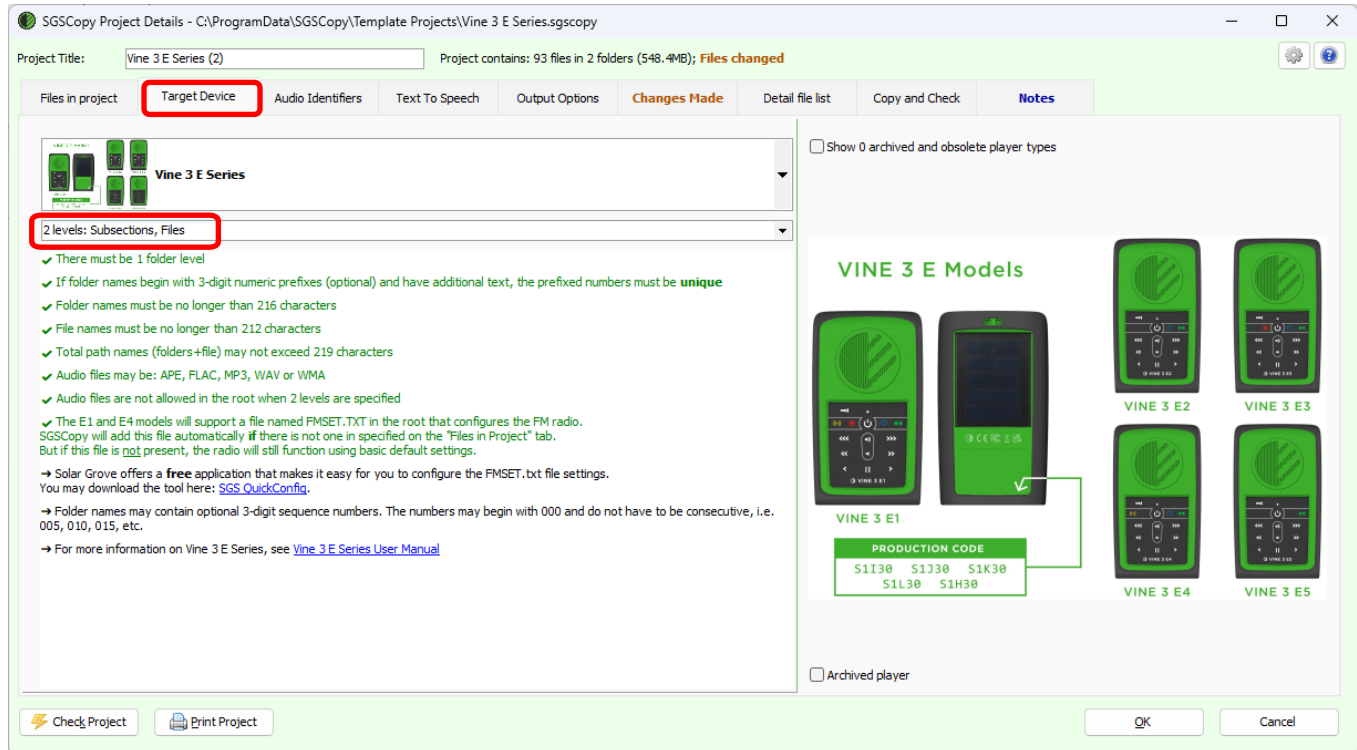 SGSCopy Project Details - C:\ProgramData\SGSCopy\Template Projects\Vine 3 E Series.sgscopy
Project Title: Vine 3 E Series (2) Project contains: 93 files in 2 folders (548.4MB); Files changed
Files in project Target Device Audio Identifiers Text To Speech Output Options Changes Made Detail file list Copy and Check Notes
Vine 3 E Series
2 levels: Subsections, Files
There must be 1 folder level
If folder names begin with 3-digit numeric prefixes (optional) and have additional text, the prefixed numbers must be unique
Folder names must be no longer than 216 characters
File names must be no longer than 212 characters
Total path names (folders+file) may not exceed 219 characters
Audio files may be: APE, FLAC, MP3, WAV or WMA
Audio files are not allowed in the root when 2 levels are specified
The E1 and E4 models will support a file named FMSET.TXT in the root that configures the FM radio.
SGSCopy will add this file automatically if there is not one in specified on the "Files in Project" tab.
But if this file is not present, the radio will still function using basic default settings.
→ Solar Grove offers a free application that makes it easy for you to configure the FMSET.txt file settings.
You may download the tool here: SGS QuickConfig.
→ Folder names may contain optional 3-digit sequence numbers. The numbers may begin with 000 and do not have to be consecutive, i.e.
005, 010, 015, etc.
→ For more information on Vine 3 E Series, see Vine 3 E Series User Manual
Show 0 archived and obsolete player types
VINE 3 E Models
VINE 3 E2 VINE 3 E3
VINE 3 E1
PRODUCTION CODE
S1I30 S1J30 S1K30
S1L30 S1H30
VINE 3 E4 VINE 3 E5
Archived player
Check Project Print Project OK Cancel